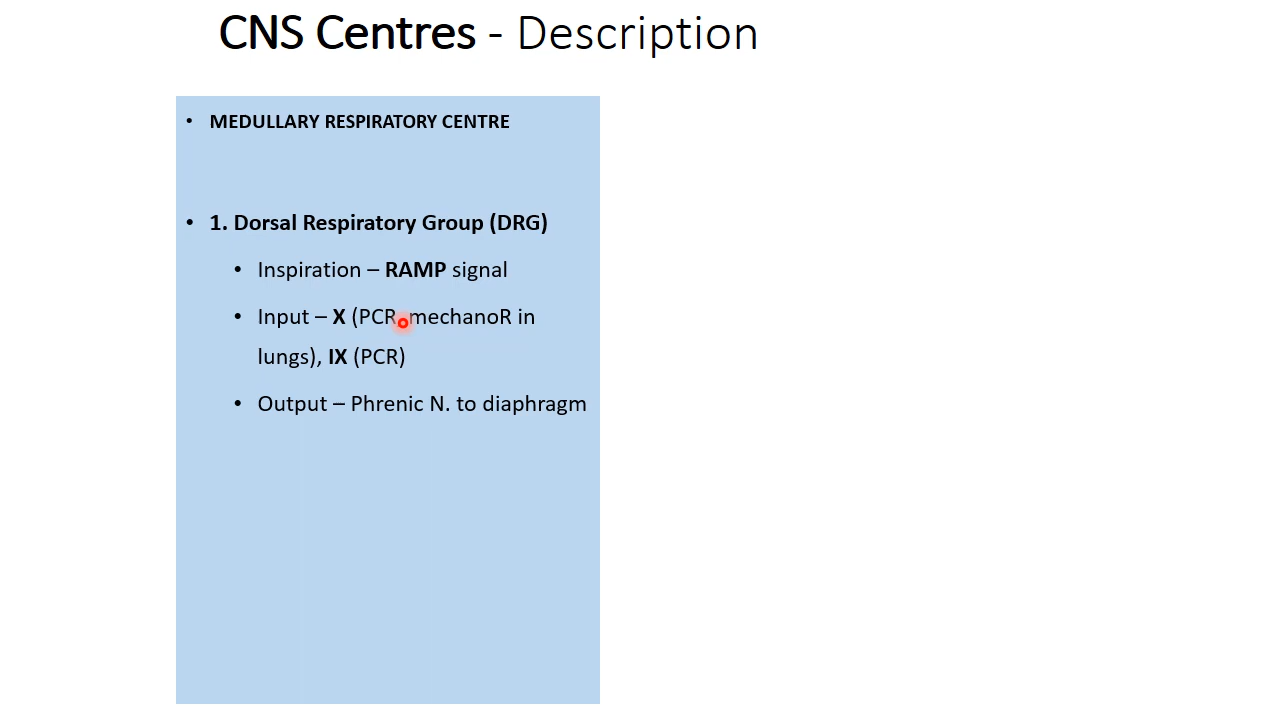 CNS Centres - Description
• MEDULLARY RESPIRATORY CENTRE
• 1. Dorsal Respiratory Group (DRG)
• Inspiration – RAMP signal
• Input – X (PCR, mechanoR in
lungs), IX (PCR)
• Output – Phrenic N. to diaphragm